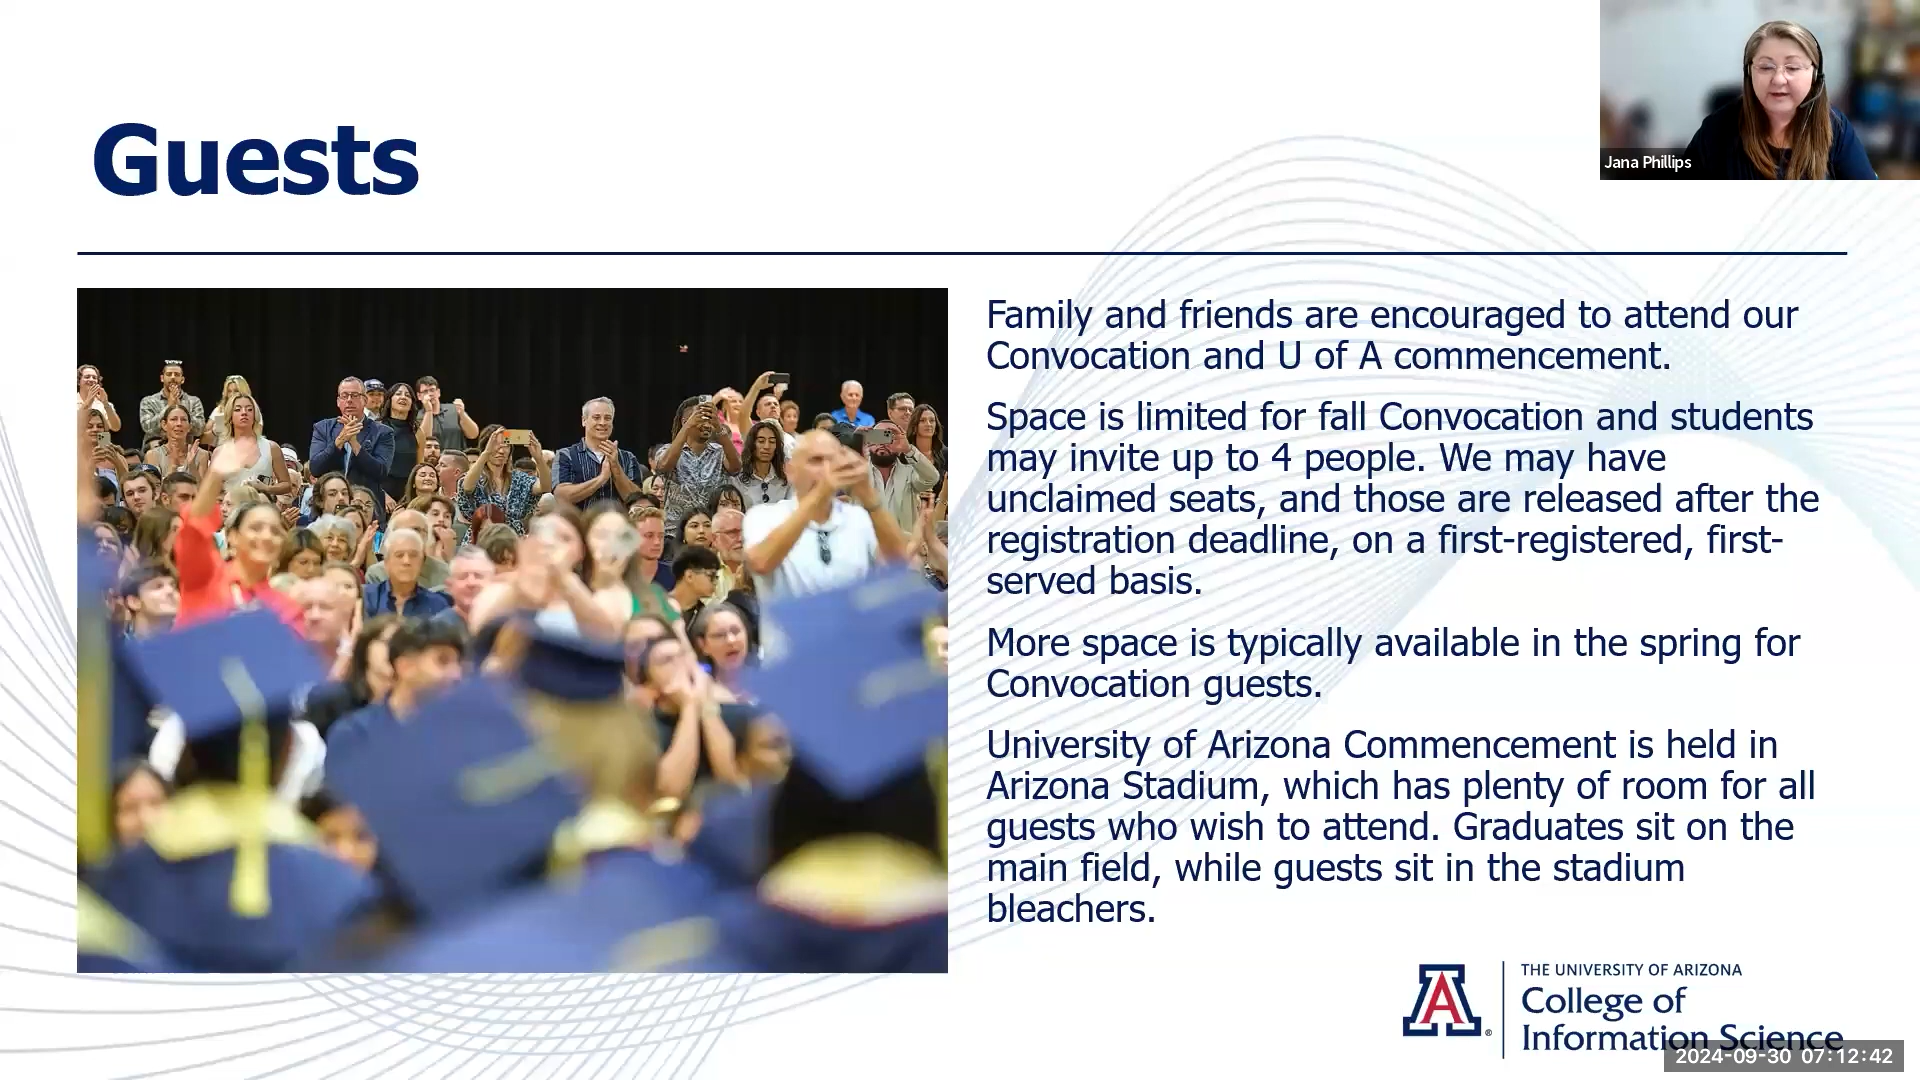 Guests
Jana Phillips
Family and friends are encouraged to attend our
Convocation and U of A commencement.
Space is limited for fall Convocation and students
may invite up to 4 people. We may have
unclaimed seats, and those are released after the
registration deadline, on a first-registered, first-
served basis.
More space is typically available in the spring for
Convocation guests.
University of Arizona Commencement is held in
Arizona Stadium, which has plenty of room for all
guests who wish to attend. Graduates sit on the
main field, while guests sit in the stadium
bleachers.
A®
THE UNIVERSITY OF ARIZONA
College of
Information Science
2024-09-30 07:12:42